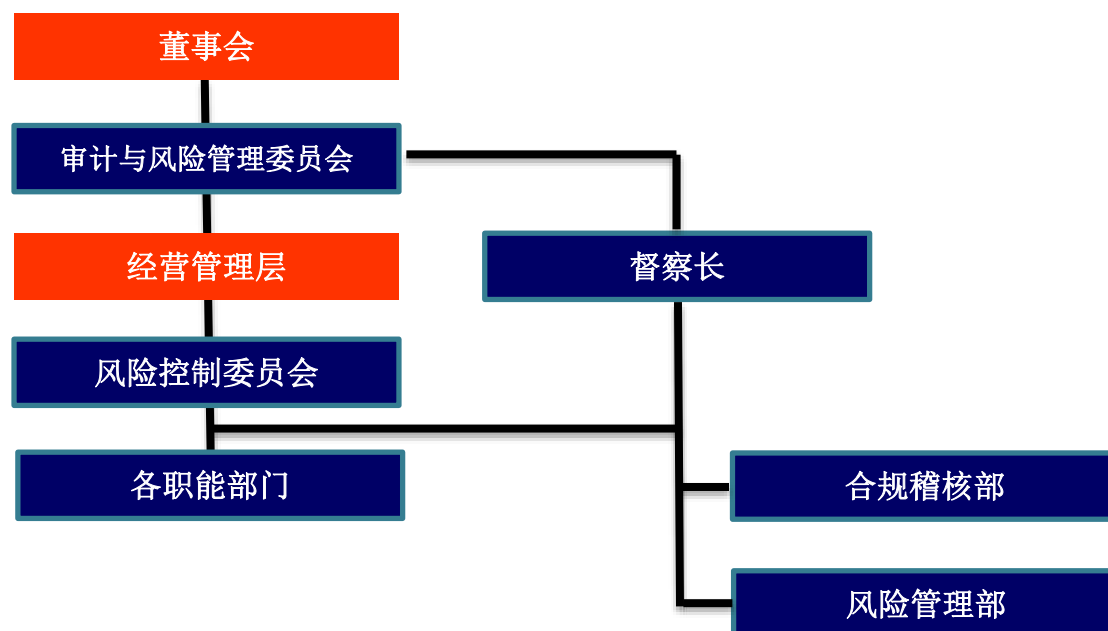 董事会
审计与风险管理委员会
经营管理层
督察长
风险控制委员会
各职能部门
合规稽核部
风险管理部